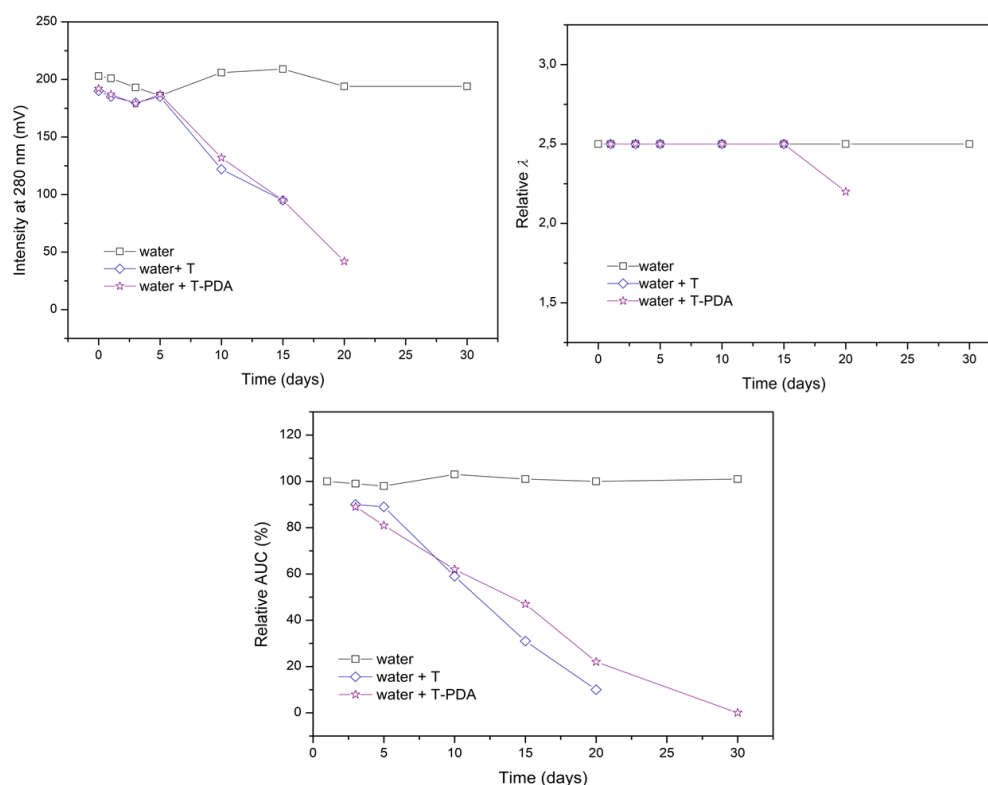 250
200
150
100
50
0
Intensity at 280 nm (mV)
water
water+ T
water + T-PDA
0 5 10 15 20 25 30
Time (days)
3,0
2,5
2,0
1,5
Relative λ
water
water + T
water + T-PDA
0 5 10 15 20 25 30
Time (days)
120
100
80
60
40
20
0
Relative AUC (%)
water
water + T
water + T-PDA
0 5 10 15 20 25 30
Time (days)